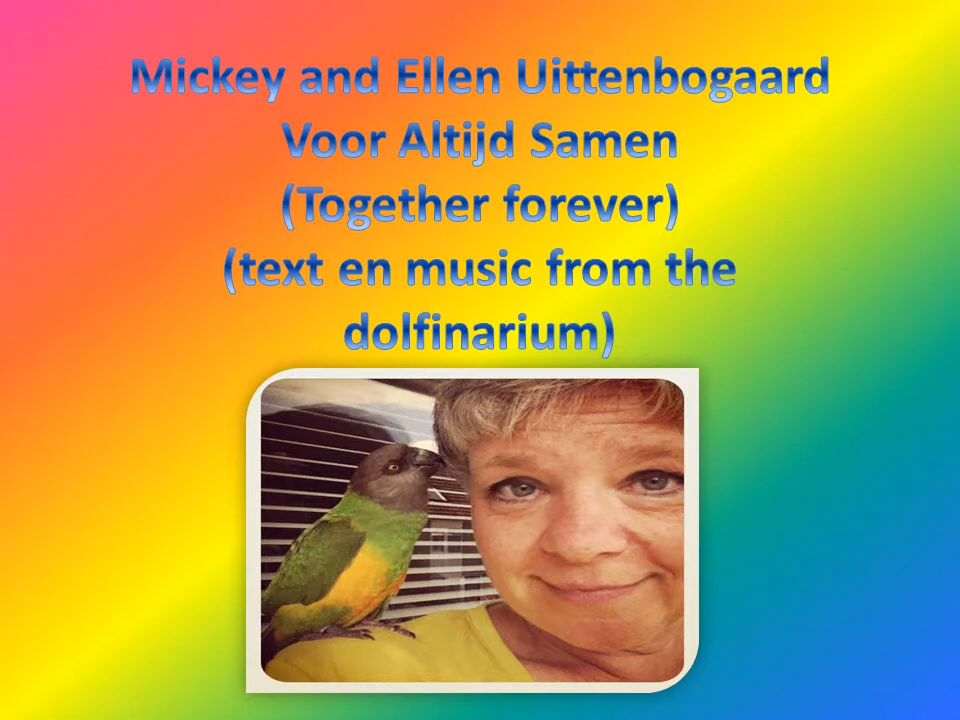 Mickey and Ellen Uittenbogaard
Voor Altijd Samen
(Together forever)
(text en music from the
dolfinarium)